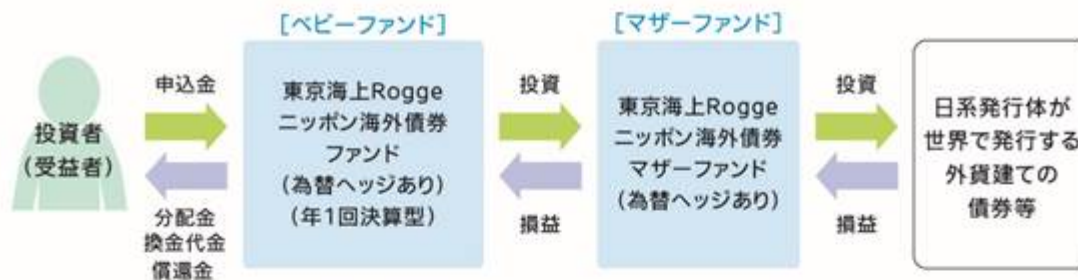 [ベビーファンド]
[マザーファンド]
投資者
(受益者)
申込金
分配金
換金代金
償還金
東京海上Rogge
ニッポン海外債券
ファンド
(為替ヘッジあり)
(年1回決算型)
投資
損益
東京海上Rogge
ニッポン海外債券
マザーファンド
(為替ヘッジあり)
投資
損益
日系発行体が
世界で発行する
外貨建ての
債券等